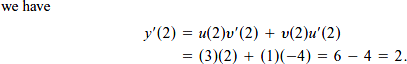 we have
y′(2) = u(2)υ′(2) + υ(2)u′(2)
= (3)(2) + (1)(−4) = 6 − 4 = 2.